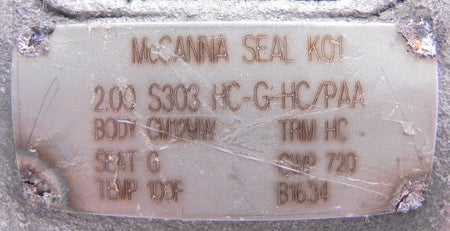 McCANNA SEAL K01
2.00 S303 HC-G-HC/PAA
BODY CW12MW TRM HC
SEAT G CWP 720
TEMP 100F B16.34